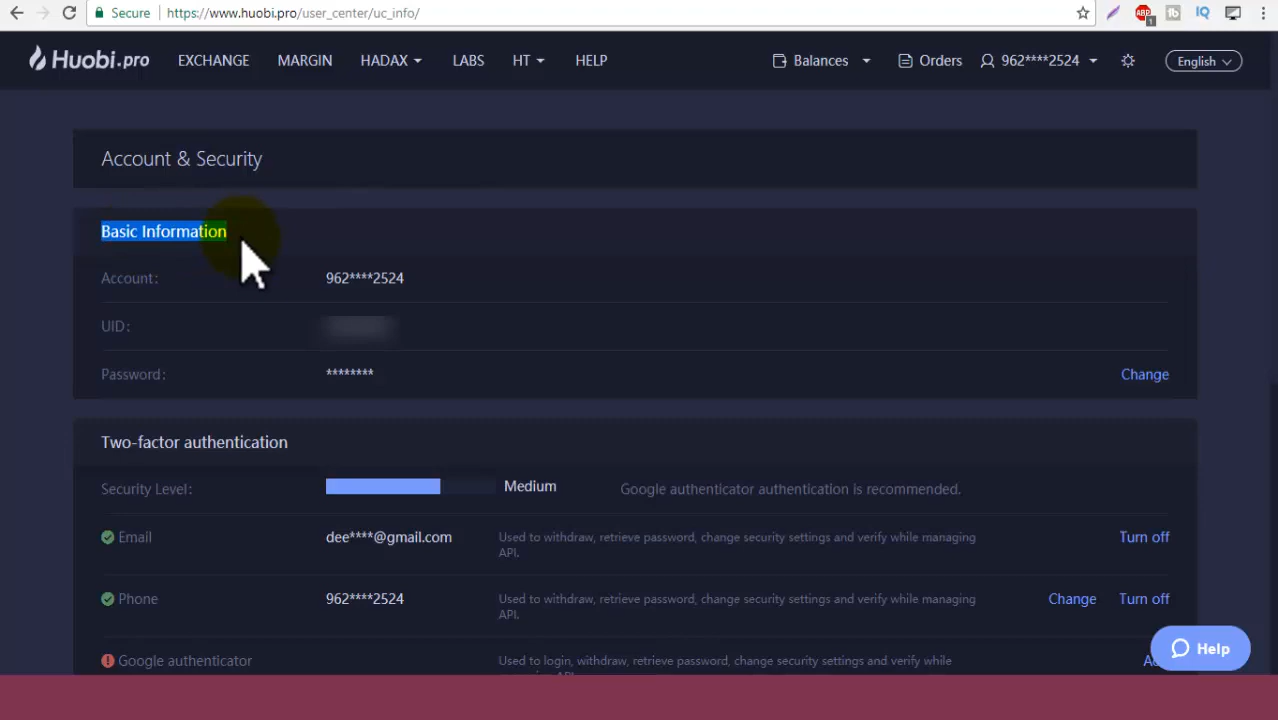 Secure https://www.huobi.pro/user_center/uc_info/
ABP 1 fb IQ
Huobi.pro EXCHANGE MARGIN HADAX LABS HT HELP Balances Orders 962****2524 English
Account & Security
Basic Information
Account: 962****2524
UID:
Password: ******** Change
Two-factor authentication
Security Level: Medium Google authenticator authentication is recommended.
Email dee****@gmail.com Used to withdraw, retrieve password, change security settings and verify while managing API. Turn off
Phone 962****2524 Used to withdraw, retrieve password, change security settings and verify while managing API. Change Turn off
Google authenticator Used to login, withdraw, retrieve password, change security settings and verify while
Help